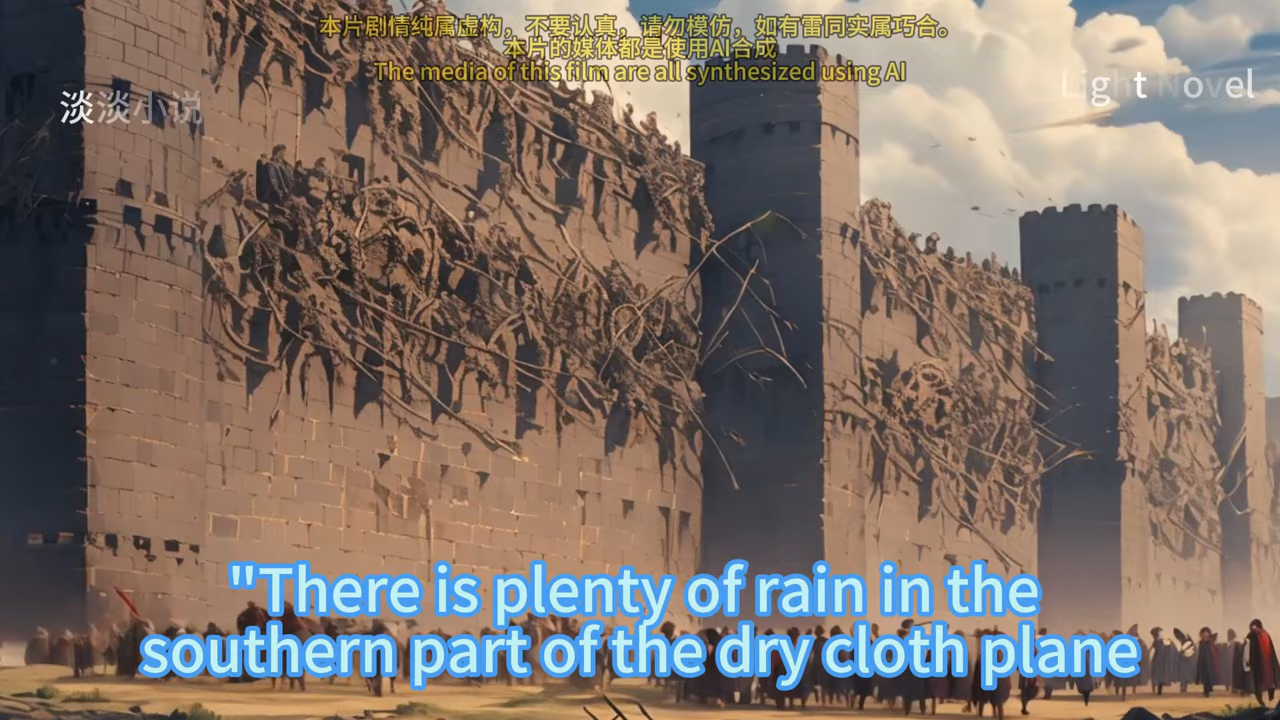 本片剧情纯属虚构，不要认真，请勿模仿，如有雷同实属巧合。
本片的媒体都是使用AI合成
The media of this film are all synthesized using AI
淡淡小说
Light Novel
"There is plenty of rain in the
southern part of the dry cloth plane